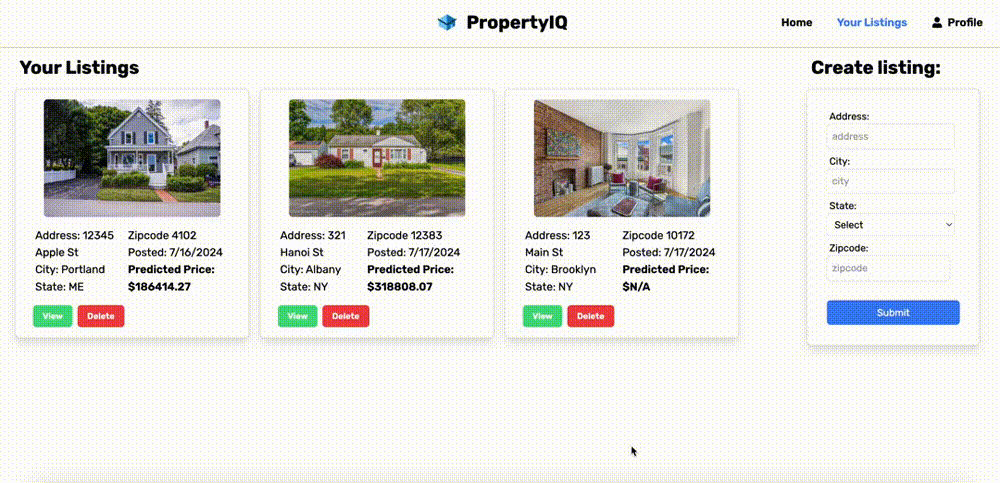 PropertyIQ
Home
Your Listings
Profile
Your Listings
Create listing:
Address: 12345
Apple St
City: Portland
State: ME
Zipcode 4102
Posted: 7/16/2024
Predicted Price:
$186414.27
View
Delete
Address: 321
Hanoi St
City: Albany
State: NY
Zipcode 12383
Posted: 7/17/2024
Predicted Price:
$318808.07
View
Delete
Address: 123
Main St
City: Brooklyn
State: NY
Zipcode 10172
Posted: 7/17/2024
Predicted Price:
$N/A
View
Delete
Address:
address
City:
city
State:
Select
Zipcode:
zipcode
Submit